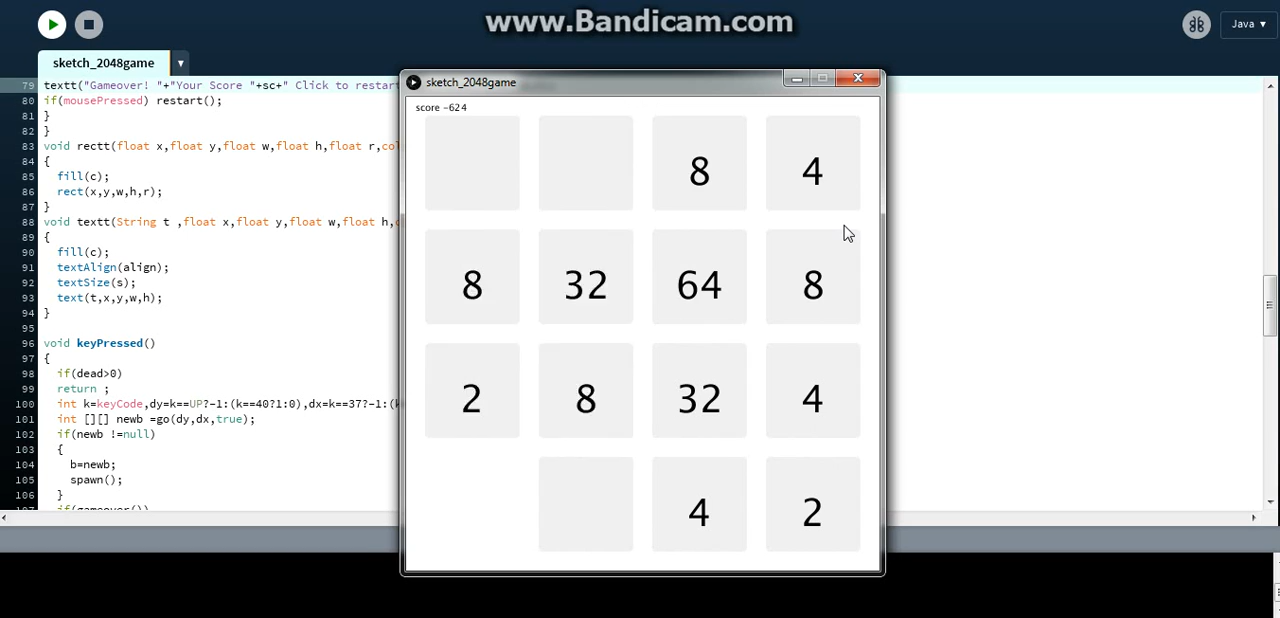 www.Bandicam.com
Java ▾
sketch_2048game
79 textt("Gameover! "+"Your Score "+sc+" Click to restart
80 if(mousePressed) restart();
81 }
82 }
83 void rectt(float x,float y,float w,float h,float r,col
84 {
85 fill(c);
86 rect(x,y,w,h,r);
87 }
88 void textt(String t ,float x,float y,float w,float h,c
89 {
90 fill(c);
91 textAlign(align);
92 textSize(s);
93 text(t,x,y,w,h);
94 }
95
96 void keyPressed()
97 {
98 if(dead>0)
99 return ;
100 int k=keyCode,dy=k==UP?-1:(k==40?1:0),dx=k==37?-1:(k
101 int [][] newb =go(dy,dx,true);
102 if(newb !=null)
103 {
104 b=newb;
105 spawn();
106 }
107 if(gameover())
sketch_2048game
score -624
8 4
8 32 64 8
2 8 32 4
4 2